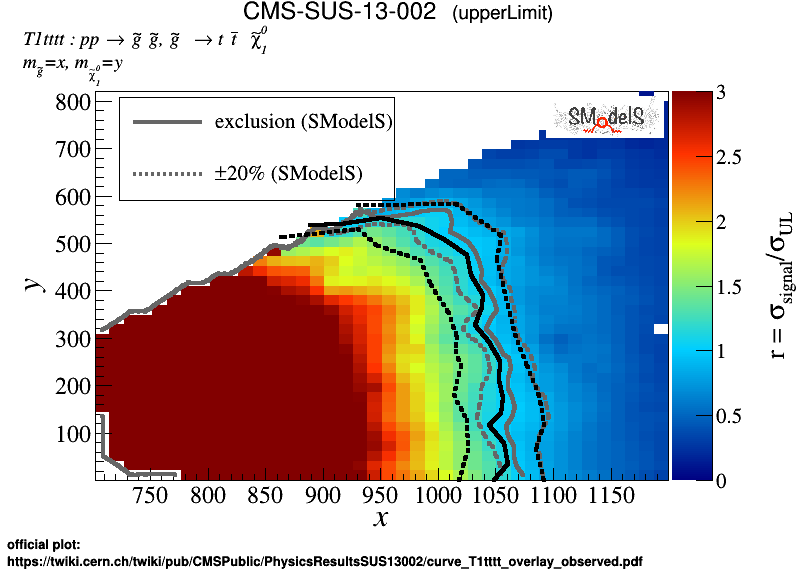 CMS-SUS-13-002 (upperLimit)
T1tttt : pp → g̃ g̃, g̃ → t t̄ χ̃₁⁰
m_g̃=x, m_χ̃₁⁰=y
exclusion (SModelS)
±20% (SModelS)
SModelS
800
700
600
500
400
300
200
100
y
750 800 850 900 950 1000 1050 1100 1150
x
3
2.5
2
1.5
1
0.5
0
r = σ_signal/σ_UL
official plot:
https://twiki.cern.ch/twiki/pub/CMSPublic/PhysicsResultsSUS13002/curve_T1tttt_overlay_observed.pdf